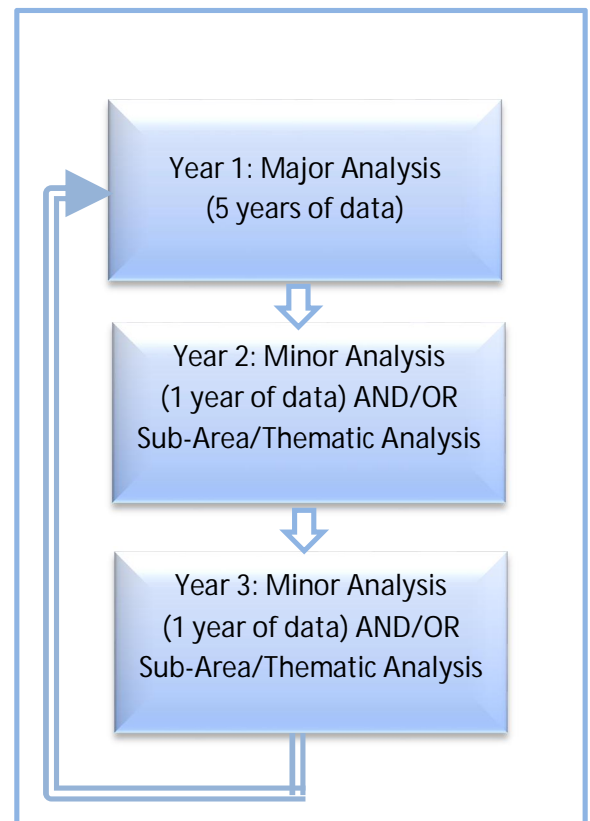 Year 1: Major Analysis
(5 years of data)
Year 2: Minor Analysis
(1 year of data) AND/OR
Sub-Area/Thematic Analysis
Year 3: Minor Analysis
(1 year of data) AND/OR
Sub-Area/Thematic Analysis